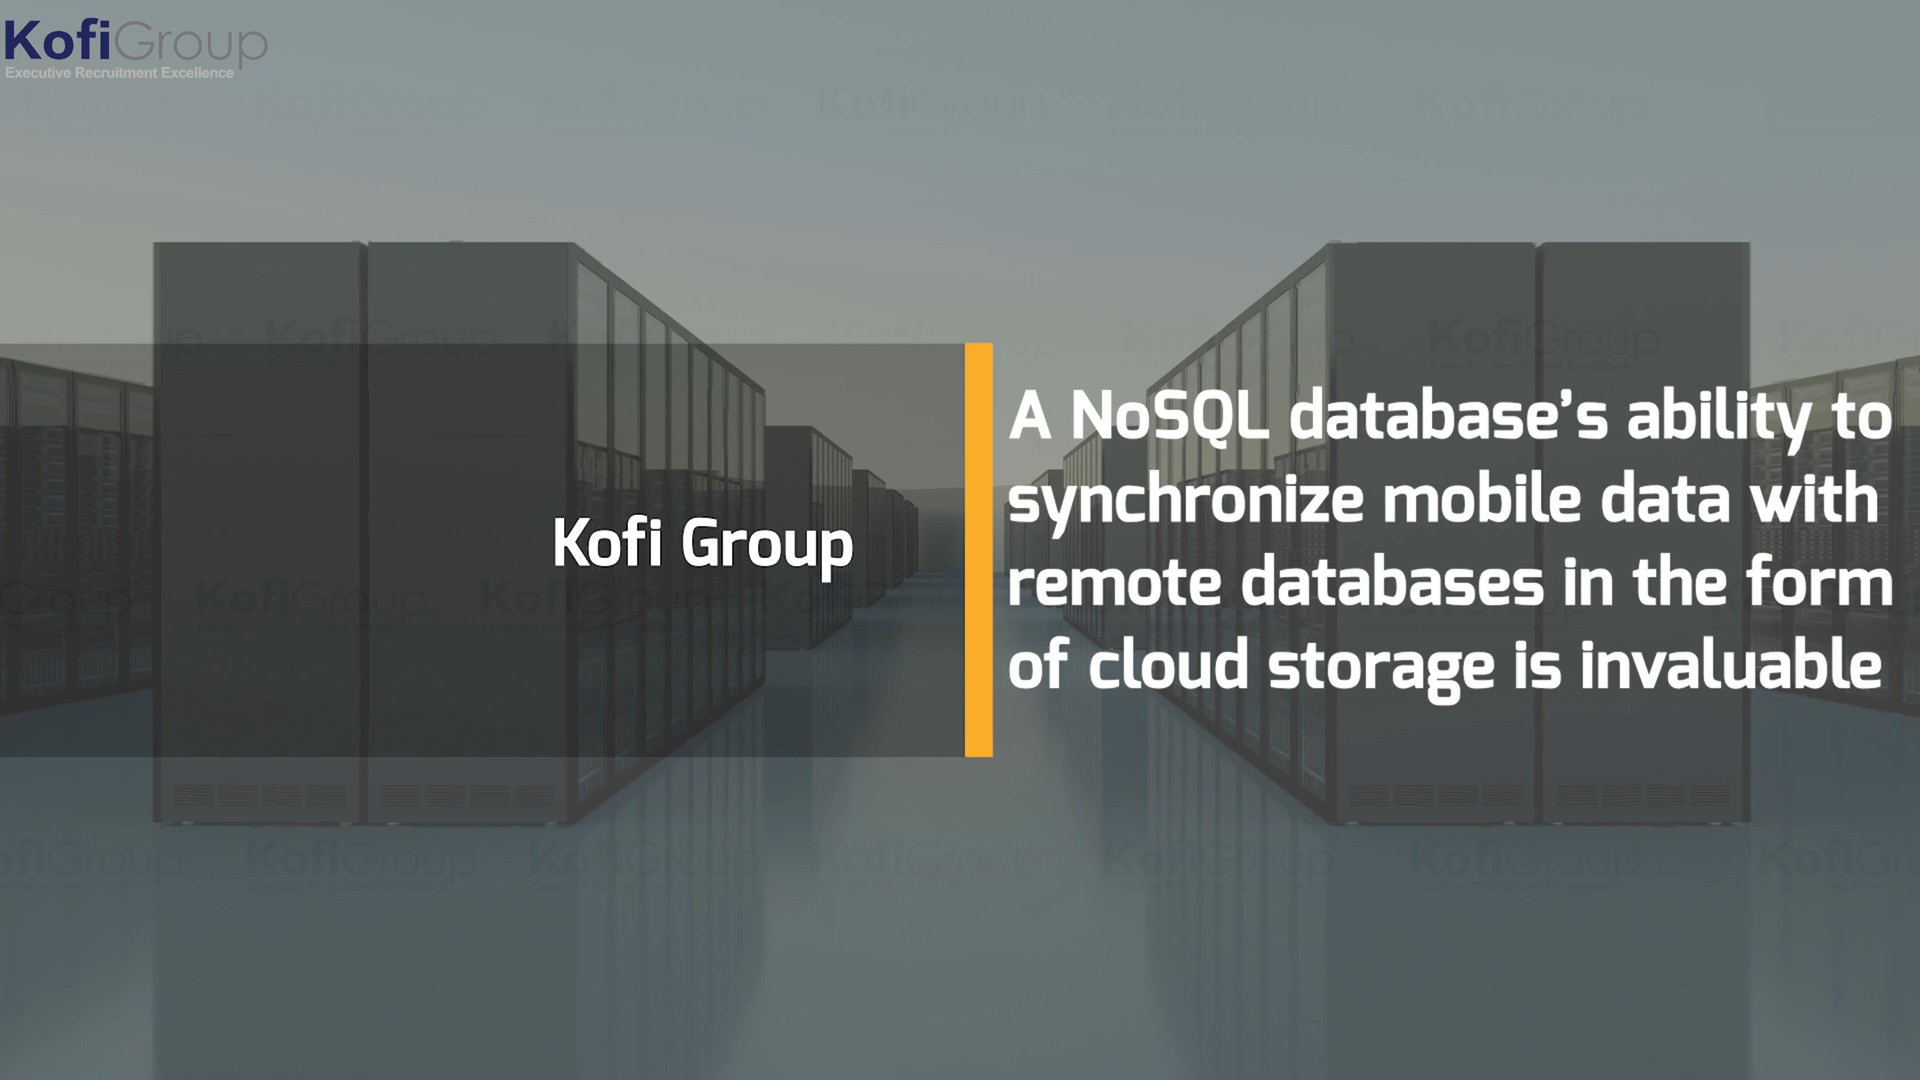 KofiGroup
Executive Recruitment Excellence
Kofi Group
A NoSQL database’s ability to
synchronize mobile data with
remote databases in the form
of cloud storage is invaluable